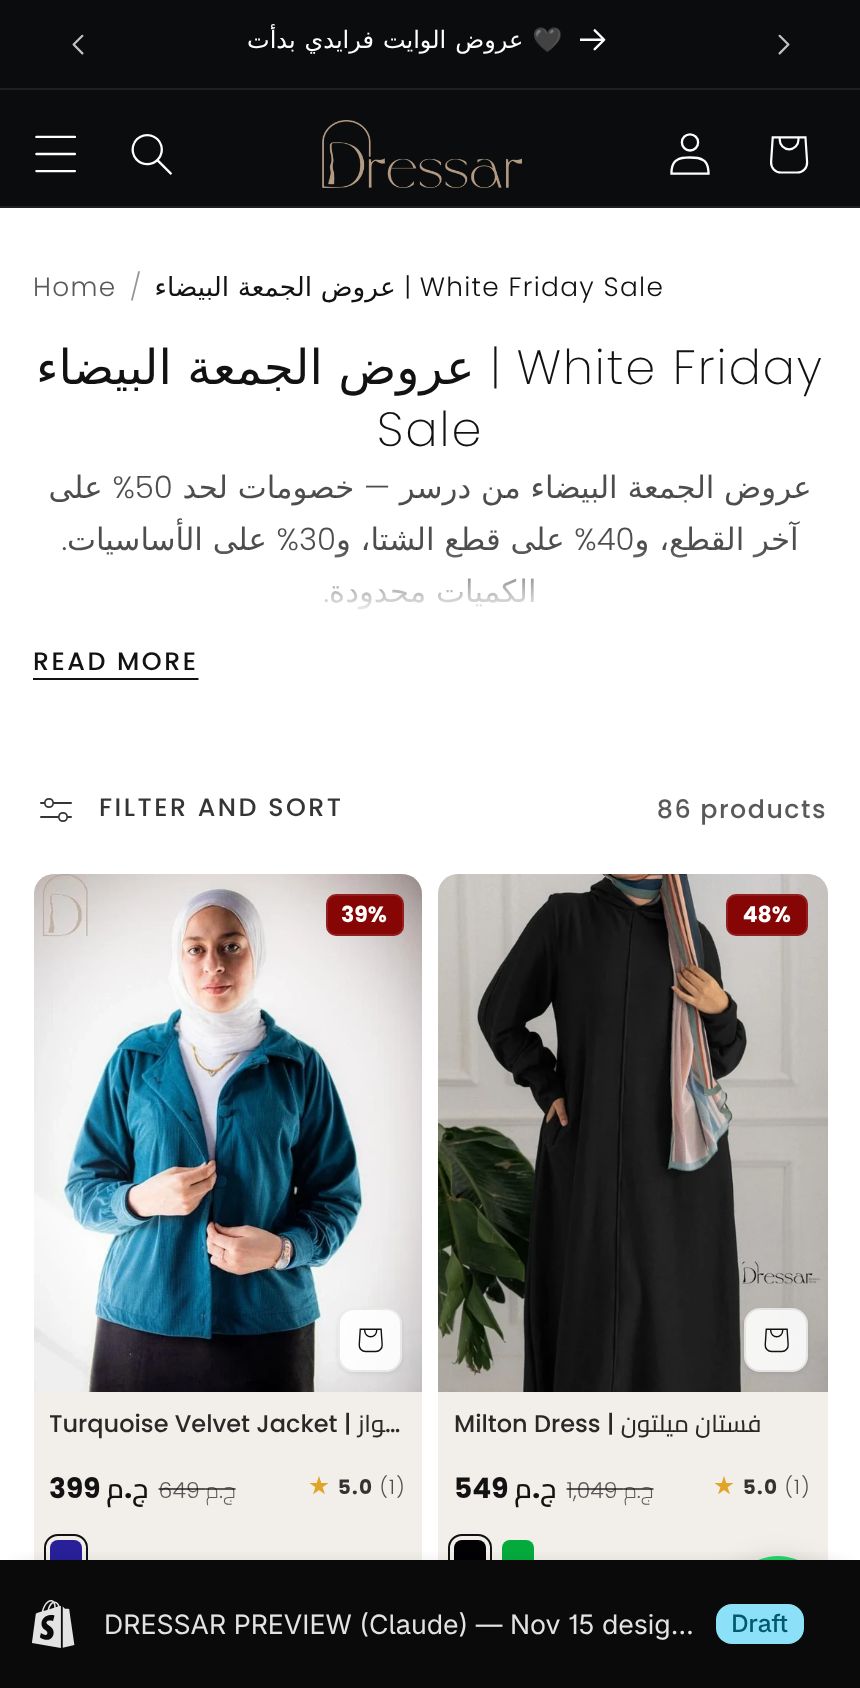 عروض الوايت فرايدي بدأت 🖤 →
Dressar
Home / عروض الجمعة البيضاء | White Friday Sale
عروض الجمعة البيضاء | White Friday
Sale
عروض الجمعة البيضاء من درسر — خصومات لحد 50% على
آخر القطع، و40% على قطع الشتا، و30% على الأساسيات.
الكميات محدودة.
READ MORE
FILTER AND SORT
86 products
D
39%
48%
Dressar
Turquoise Velvet Jacket | جواز...
Milton Dress | فستان ميلتون
399 ج.م 649 ج.م ★ 5.0 (1)
549 ج.م 1,049 ج.م ★ 5.0 (1)
DRESSAR PREVIEW (Claude) — Nov 15 desig...
Draft